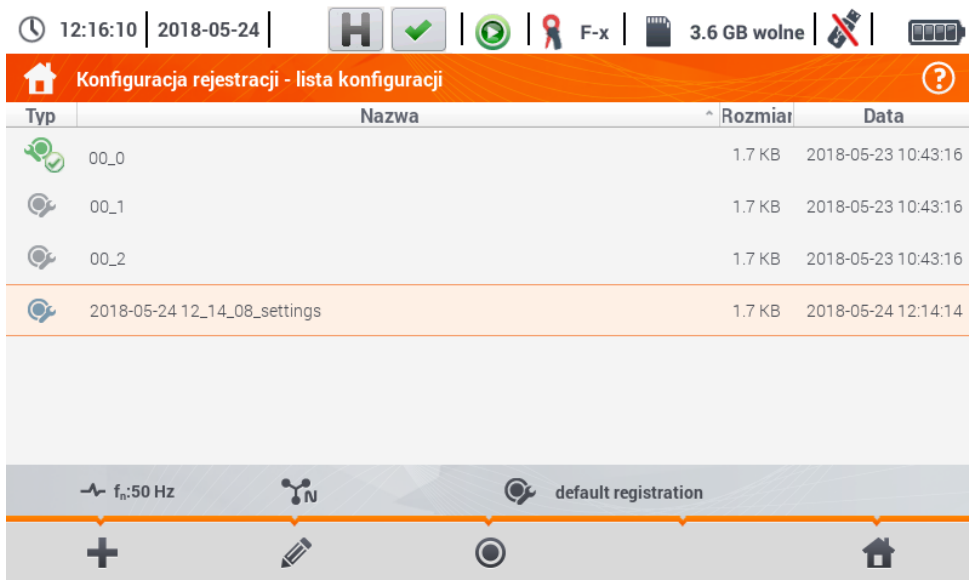 12:16:10 2018-05-24 H F-x 3.6 GB wolne
Konfiguracja rejestracji - lista konfiguracji ?
Typ Nazwa Rozmiar Data
00_0 1.7 KB 2018-05-23 10:43:16
00_1 1.7 KB 2018-05-23 10:43:16
00_2 1.7 KB 2018-05-23 10:43:16
2018-05-24 12_14_08_settings 1.7 KB 2018-05-24 12:14:14
fn:50 Hz N default registration